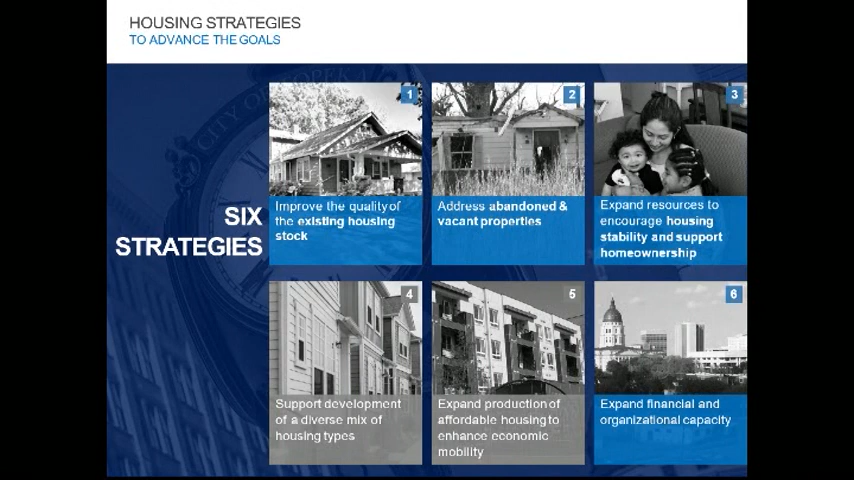 HOUSING STRATEGIES
TO ADVANCE THE GOALS
CITY OF TOPEKA
SIX
STRATEGIES
1
Improve the quality of
the existing housing
stock
2
Address abandoned &
vacant properties
3
Expand resources to
encourage housing
stability and support
homeownership
4
Support development
of a diverse mix of
housing types
5
Expand production of
affordable housing to
enhance economic
mobility
6
Expand financial and
organizational capacity